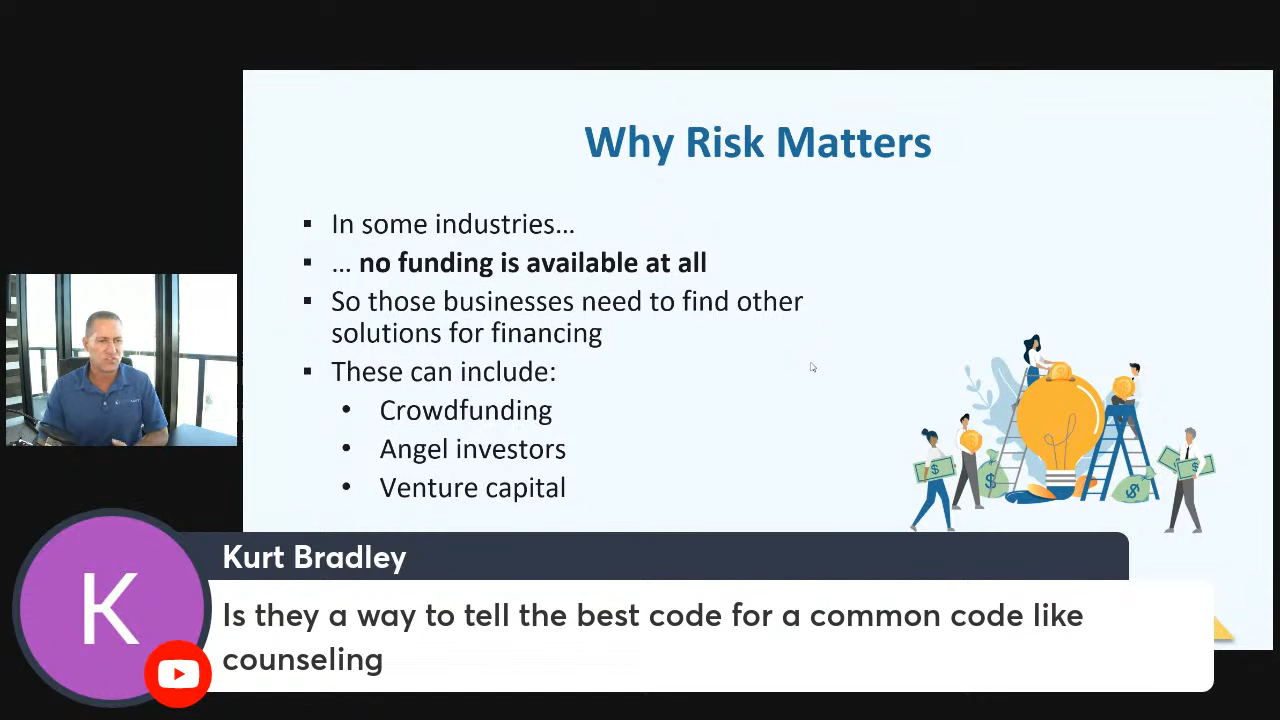 Why Risk Matters
▪ In some industries...
▪ ... no funding is available at all
▪ So those businesses need to find other
solutions for financing
▪ These can include:
• Crowdfunding
• Angel investors
• Venture capital
K
Kurt Bradley
Is they a way to tell the best code for a common code like
counseling